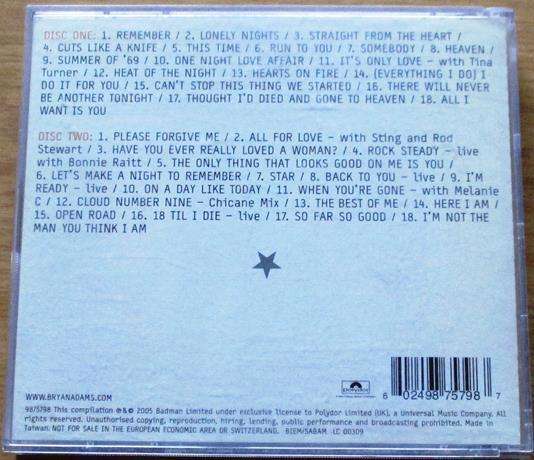 DISC ONE: 1. REMEMBER / 2. LONELY NIGHTS / 3. STRAIGHT FROM THE HEART /
4. CUTS LIKE A KNIFE / 5. THIS TIME / 6. RUN TO YOU / 7. SOMEBODY / 8. HEAVEN /
9. SUMMER OF '69 / 10. ONE NIGHT LOVE AFFAIR / 11. IT'S ONLY LOVE - with Tina
Turner / 12. HEAT OF THE NIGHT / 13. HEARTS ON FIRE / 14. (EVERYTHING I DO) I
DO IT FOR YOU / 15. CAN'T STOP THIS THING WE STARTED / 16. THERE WILL NEVER
BE ANOTHER TONIGHT / 17. THOUGHT I'D DIED AND GONE TO HEAVEN / 18. ALL I
WANT IS YOU
DISC TWO: 1. PLEASE FORGIVE ME / 2. ALL FOR LOVE - with Sting and Rod
Stewart / 3. HAVE YOU EVER REALLY LOVED A WOMAN? / 4. ROCK STEADY - live
with Bonnie Raitt / 5. THE ONLY THING THAT LOOKS GOOD ON ME IS YOU /
6. LET'S MAKE A NIGHT TO REMEMBER / 7. STAR / 8. BACK TO YOU - live / 9. I'M
READY - live / 10. ON A DAY LIKE TODAY / 11. WHEN YOU'RE GONE - with Melanie
C / 12. CLOUD NUMBER NINE - Chicane Mix / 13. THE BEST OF ME / 14. HERE I AM /
15. OPEN ROAD / 16. 18 TIL I DIE - live / 17. SO FAR SO GOOD / 18. I'M NOT THE
MAN YOU THINK I AM
WWW.BRYANADAMS.COM
6 02498 75798 7
9875798 This compilation ℗&© 2005 Badman Limited under exclusive license to Polydor Limited (UK), a Universal Music Company. All
rights reserved. Unauthorised copying, reproduction, hiring, lending, public performance and broadcasting prohibited. Made in
Taiwan. NOT FOR SALE IN THE EUROPEAN ECONOMIC AREA OR SWITZERLAND. BIEM/SABAM. LC 00309